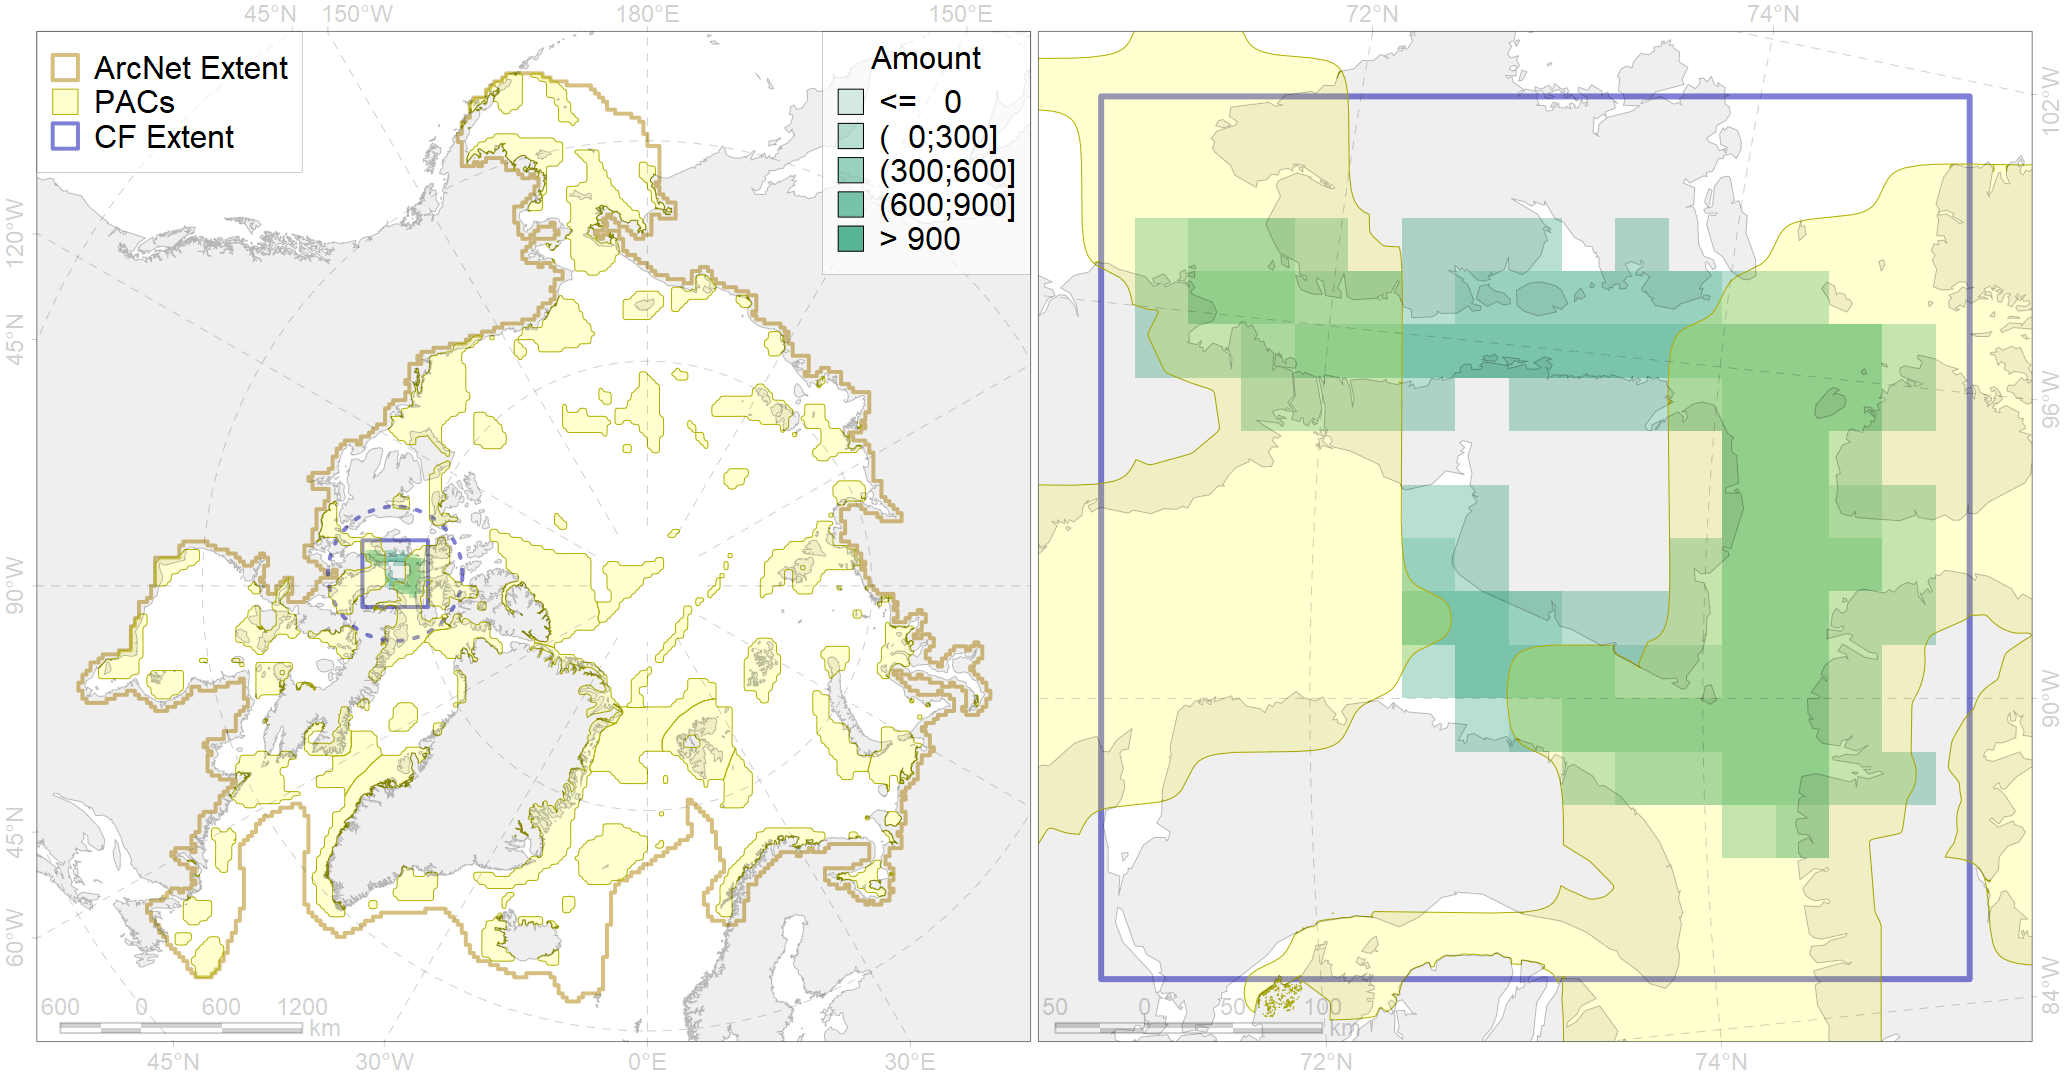 45°N 150°W 180°E 150°E 72°N 74°N
ArcNet Extent
PACs
CF Extent
Amount
<= 0
( 0;300]
(300;600]
(600;900]
> 900
120°W
45°N
90°W
45°N
60°W
102°W
96°W
90°W
84°W
600 0 600 1200
km
50 0 50 100
km
45°N 30°W 0°E 30°E 72°N 74°N